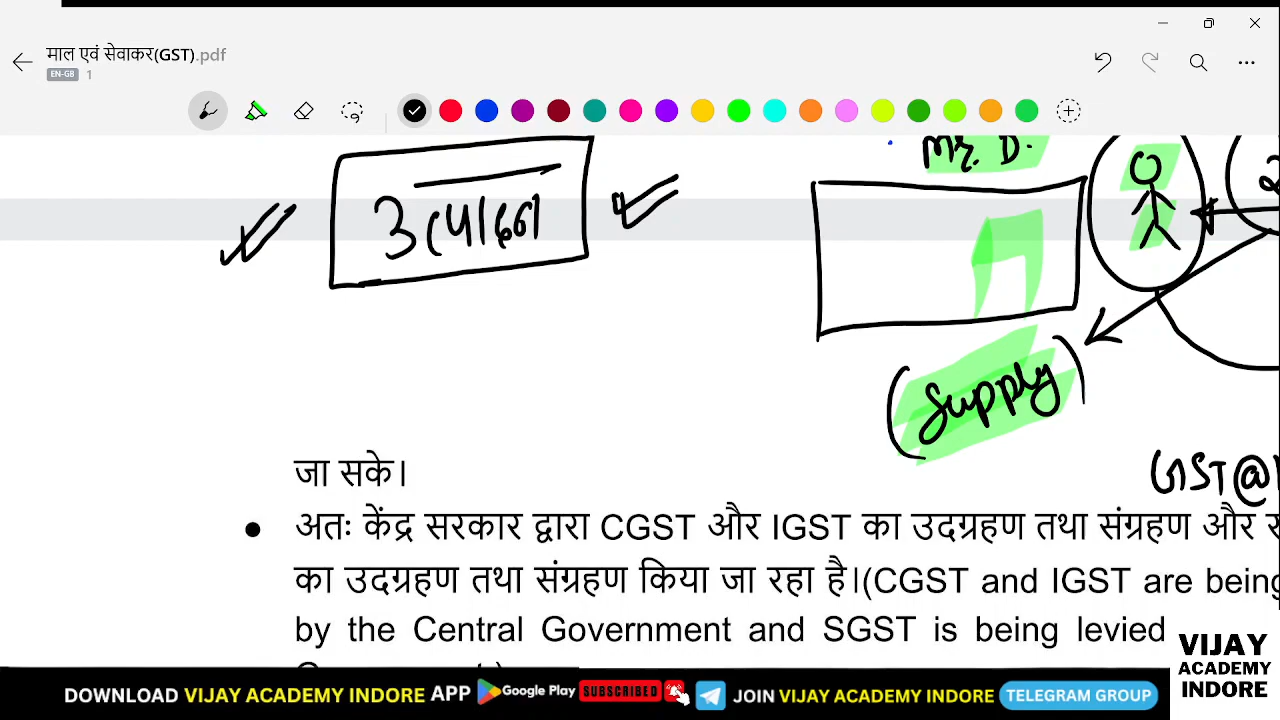 माल एवं सेवाकर(GST).pdf
EN-GB 1
Mr. D.
उत्पादन
(Supply)
GST@
जा सके।
● अतः केंद्र सरकार द्वारा CGST और IGST का उदग्रहण तथा संग्रहण और
का उदग्रहण तथा संग्रहण किया जा रहा है।(CGST and IGST are being
by the Central Government and SGST is being levied
VIJAY
ACADEMY
INDORE
DOWNLOAD VIJAY ACADEMY INDORE APP Google Play SUBSCRIBED JOIN VIJAY ACADEMY INDORE TELEGRAM GROUP